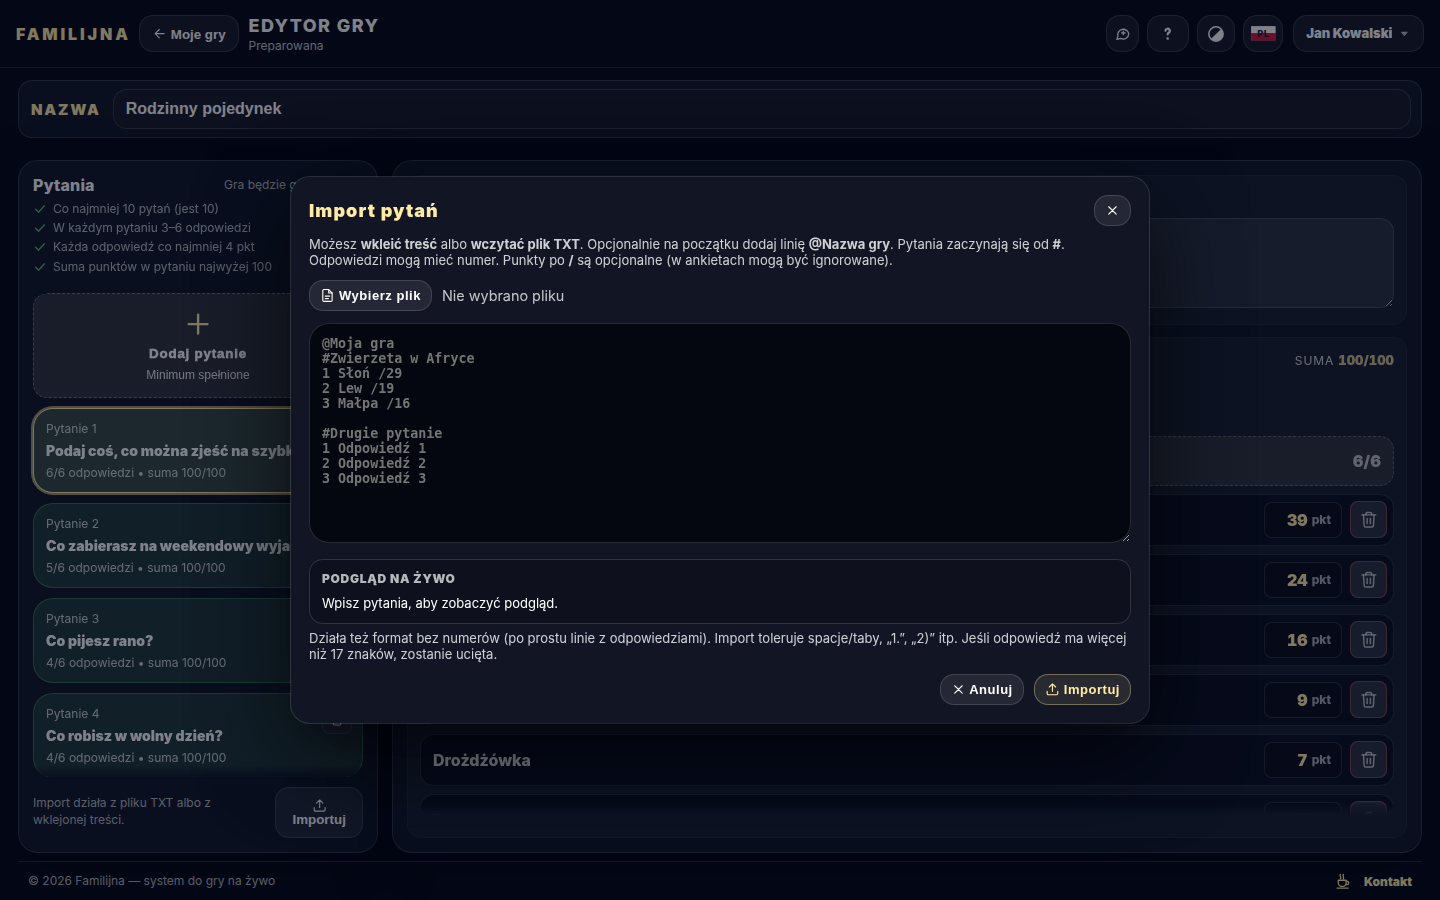 FAMILIJNA
← Moje gry
EDYTOR GRY
Preparowana
?
PL
Jan Kowalski
NAZWA
Rodzinny pojedynek
Pytania
Gra będzie
Co najmniej 10 pytań (jest 10)
W każdym pytaniu 3–6 odpowiedzi
Każda odpowiedź co najmniej 4 pkt
Suma punktów w pytaniu najwyżej 100
Dodaj pytanie
Minimum spełnione
Pytanie 1
Podaj coś, co można zjeść na
6/6 odpowiedzi • suma 100/100
Pytanie 2
Co zabierasz na weekendowy
5/6 odpowiedzi • suma 100/100
Pytanie 3
Co pijesz rano?
4/6 odpowiedzi • suma 100/100
Pytanie 4
Co robisz w wolny dzień?
4/6 odpowiedzi • suma 100/100
Import działa z pliku TXT albo z
wklejonej treści.
Importuj
Import pytań
Możesz wkleić treść albo wczytać plik TXT. Opcjonalnie na początku dodaj linię @Nazwa gry. Pytania zaczynają się od #.
Odpowiedzi mogą mieć numer. Punkty po / są opcjonalne (w ankietach mogą być ignorowane).
Wybierz plik
Nie wybrano pliku
@Moja gra
#Zwierzeta w Afryce
1 Słoń /29
2 Lew /19
3 Małpa /16
#Drugie pytanie
1 Odpowiedź 1
2 Odpowiedź 2
3 Odpowiedź 3
PODGLĄD NA ŻYWO
Wpisz pytania, aby zobaczyć podgląd.
Działa też format bez numerów (po prostu linie z odpowiedziami). Import toleruje spacje/taby, „1.”, „2)” itp. Jeśli odpowiedź ma więcej
niż 17 znaków, zostanie ucięta.
Anuluj
Importuj
SUMA 100/100
6/6
39 pkt
24 pkt
16 pkt
9 pkt
Drożdżówka
7 pkt
© 2026 Familijna — system do gry na żywo
Kontakt